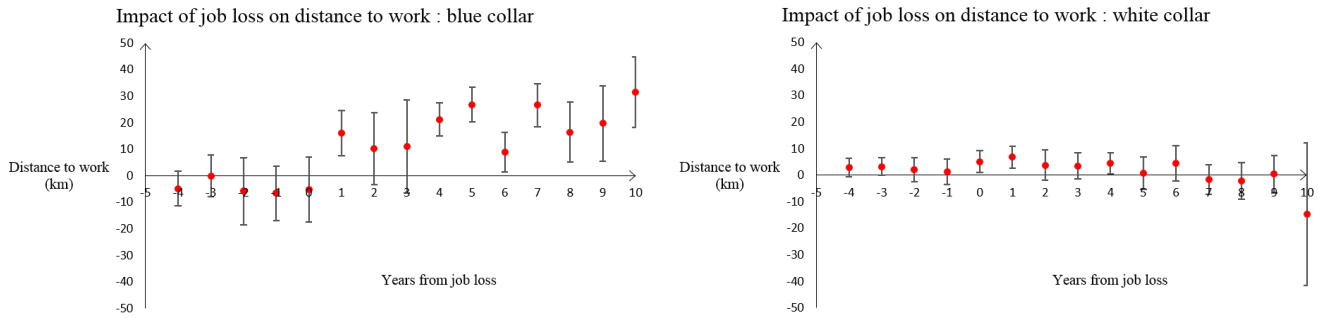 Impact of job loss on distance to work : blue collar
50
40
30
20
10
0
-10
-20
-30
-40
-50
Distance to work
(km)
-5 -4 -3 -2 -1 0 1 2 3 4 5 6 7 8 9 10
Years from job loss
Impact of job loss on distance to work : white collar
50
40
30
20
10
0
-10
-20
-30
-40
-50
Distance to work
(km)
-5 -4 -3 -2 -1 0 1 2 3 4 5 6 7 8 9 10
Years from job loss